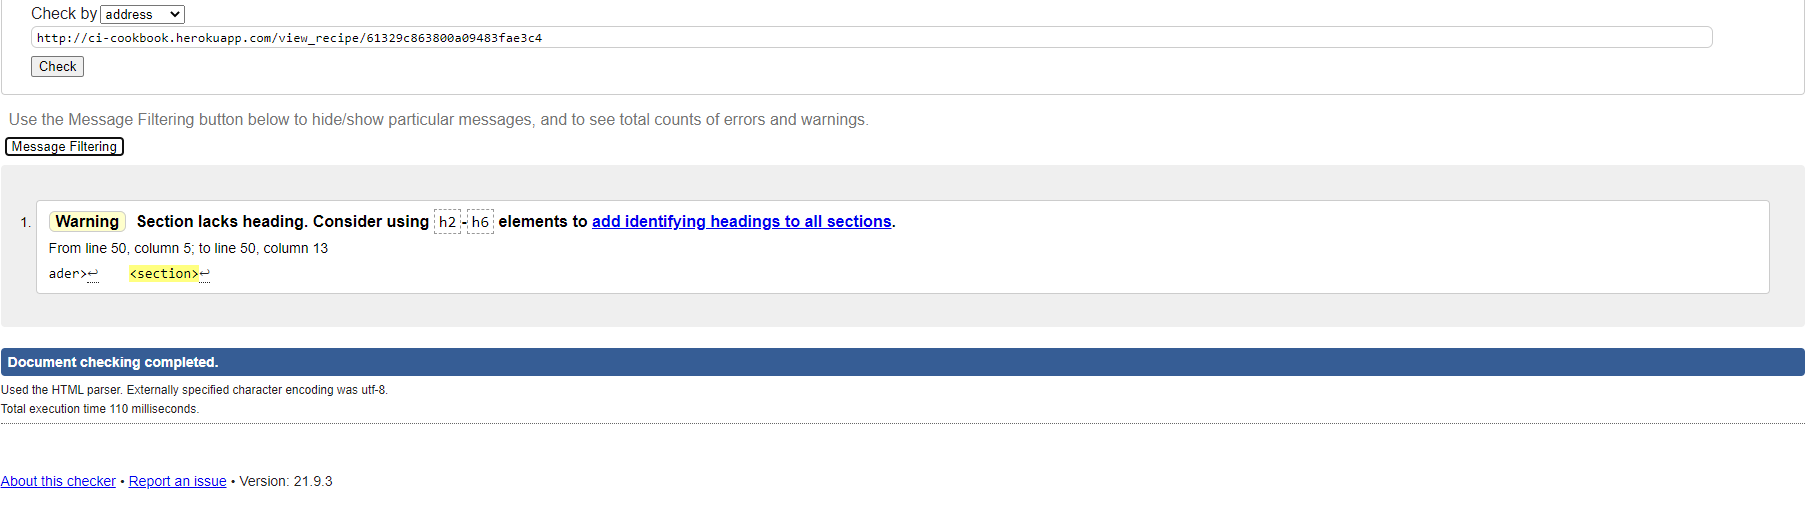 Check by address
http://ci-cookbook.herokuapp.com/view_recipe/61329c863800a09483fae3c4
Check
Use the Message Filtering button below to hide/show particular messages, and to see total counts of errors and warnings.
Message Filtering
1. Warning Section lacks heading. Consider using h2-h6 elements to add identifying headings to all sections.
From line 50, column 5; to line 50, column 13
ader>↩ <section>↩
Document checking completed.
Used the HTML parser. Externally specified character encoding was utf-8.
Total execution time 110 milliseconds.
About this checker • Report an issue • Version: 21.9.3